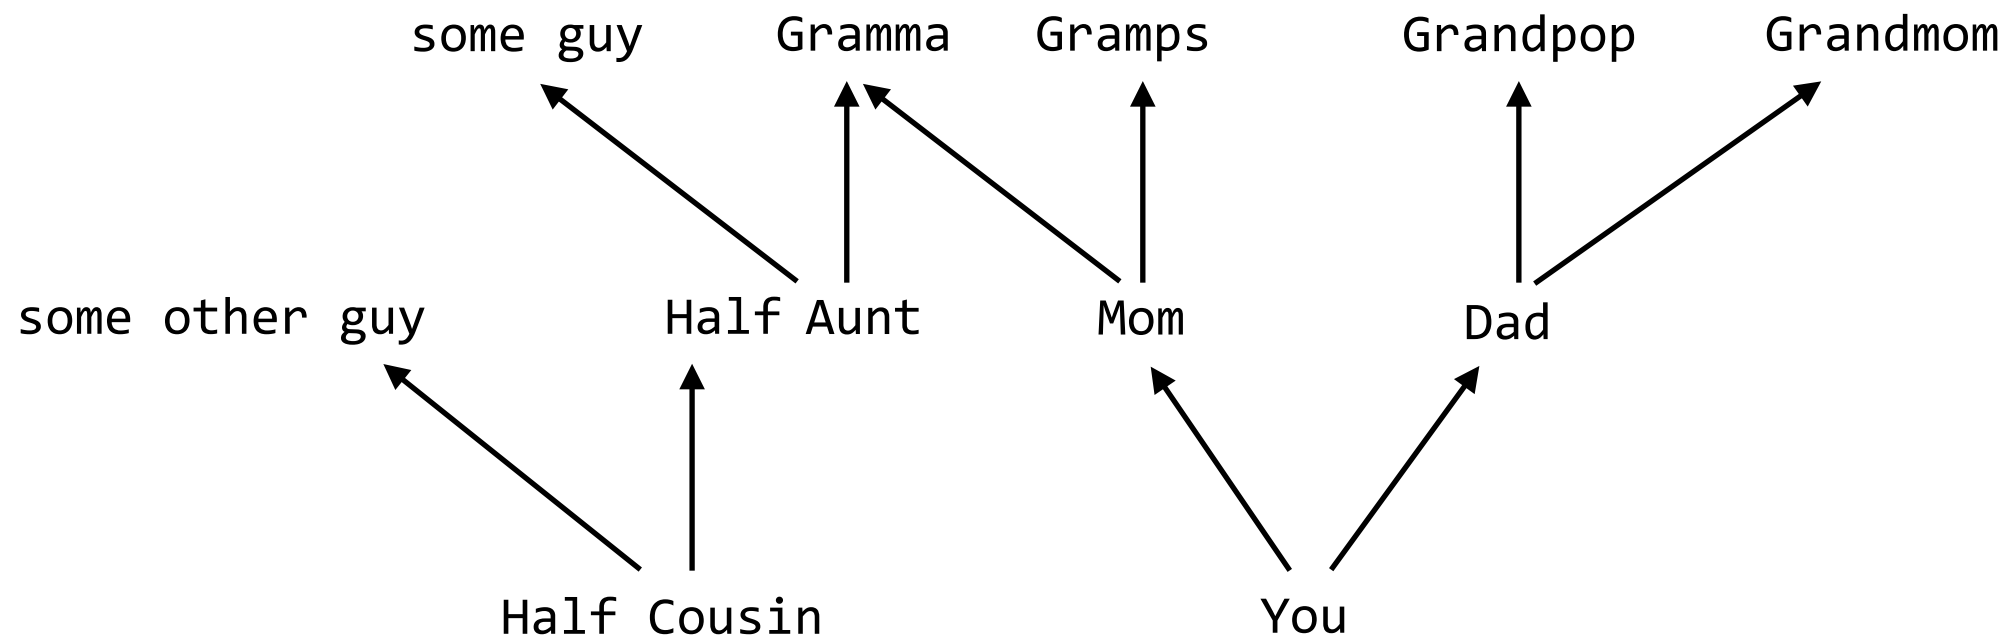 some guy
Gramma
Gramps
Grandpop
Grandmom
some other guy
Half Aunt
Mom
Dad
Half Cousin
You